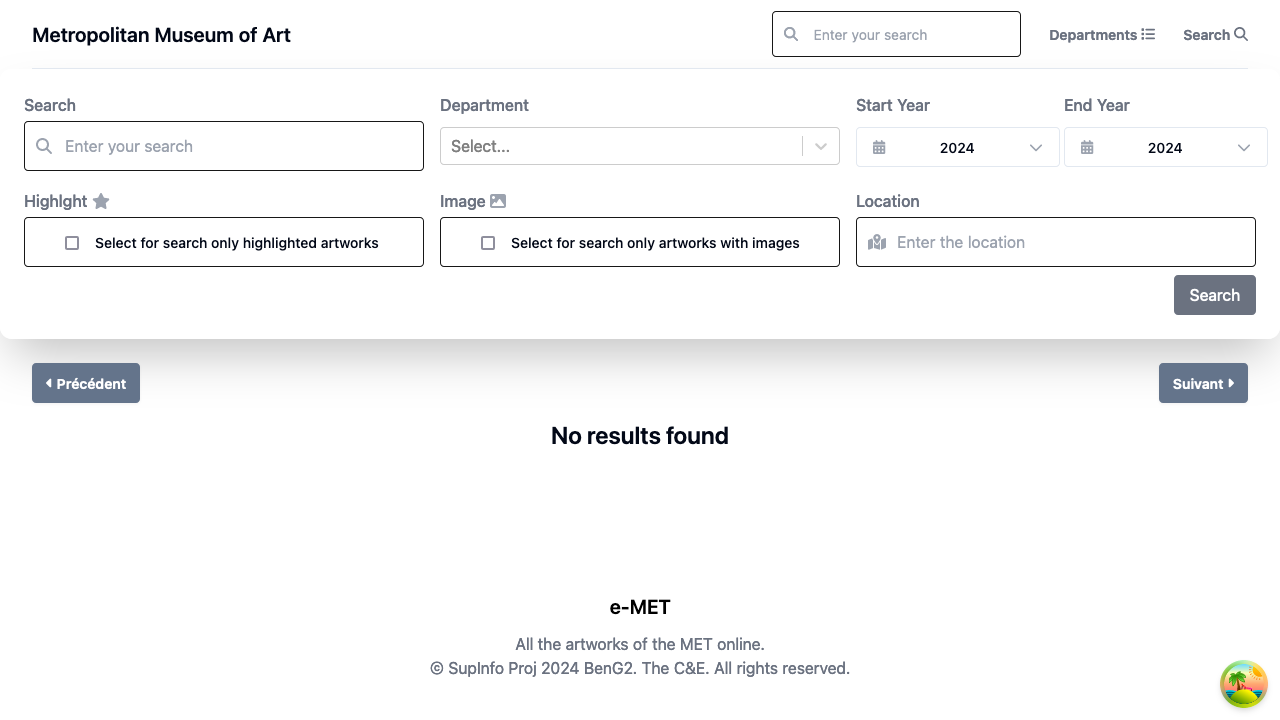 Metropolitan Museum of Art
Enter your search
Departments
Search
Search
Department
Start Year
End Year
Enter your search
Select...
2024
2024
Highlght
Image
Location
Select for search only highlighted artworks
Select for search only artworks with images
Enter the location
Search
Précédent
Suivant
No results found
e-MET
All the artworks of the MET online.
© SupInfo Proj 2024 BenG2. The C&E. All rights reserved.